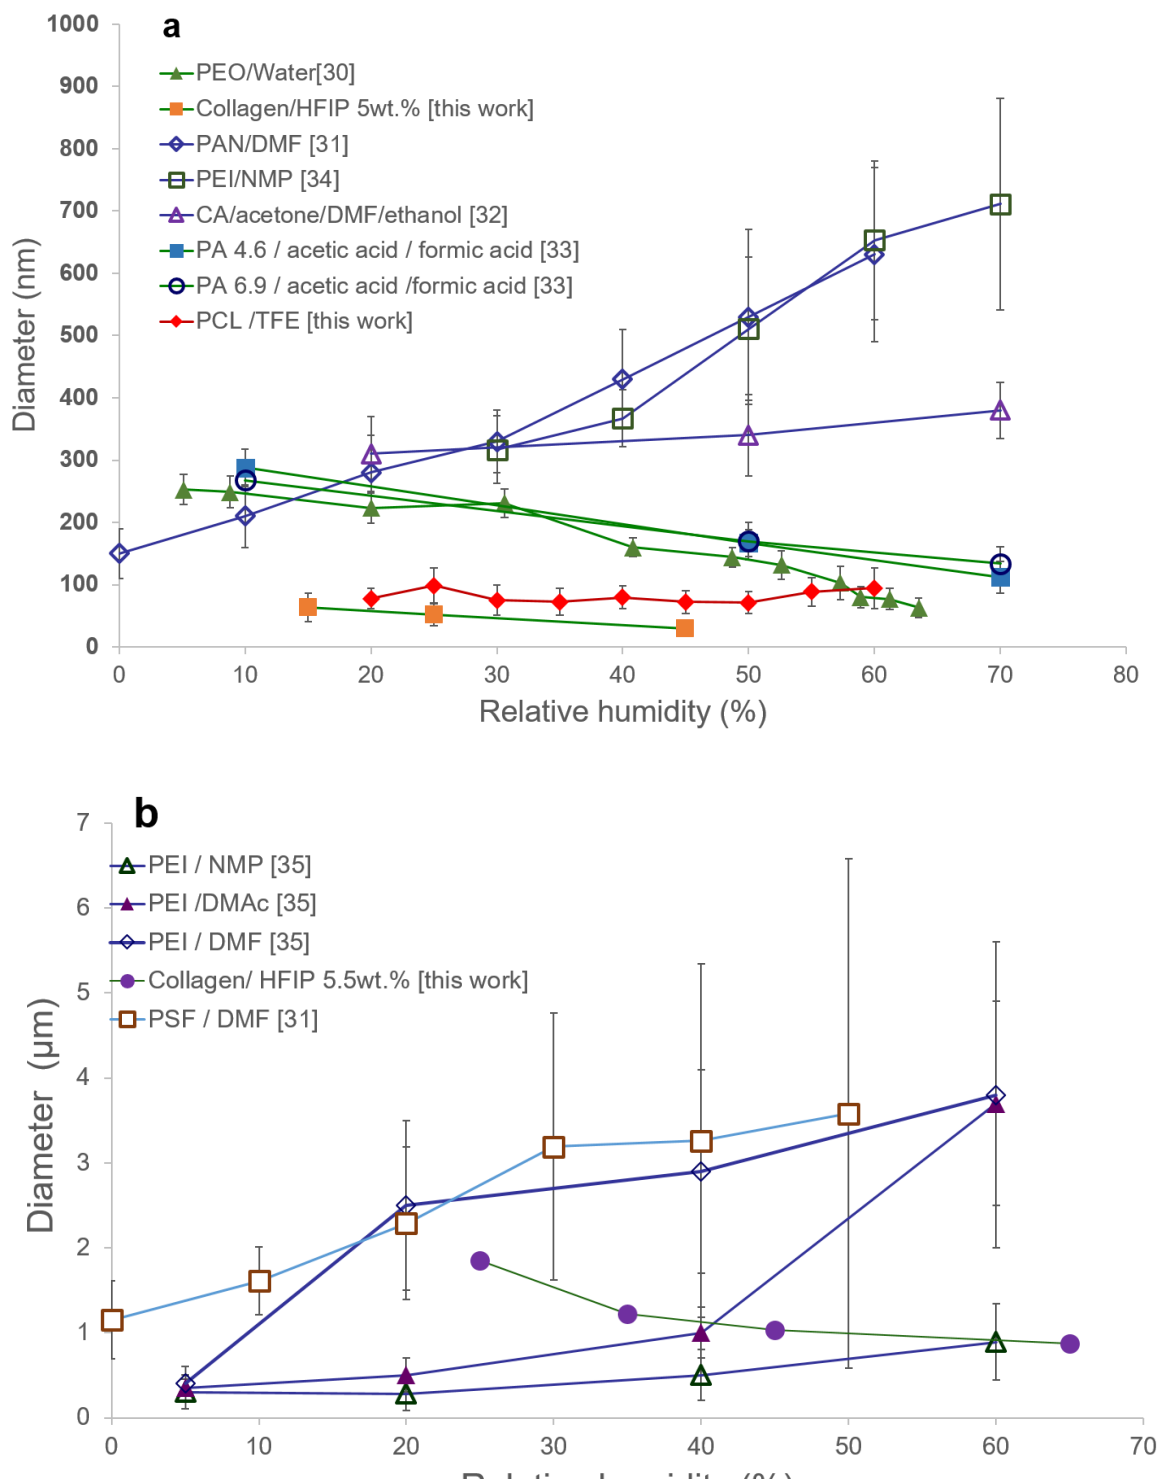 a
1000
900
800
700
600
500
400
300
200
100
0
Diameter (nm)
PEO/Water[30]
Collagen/HFIP 5wt.% [this work]
PAN/DMF [31]
PEI/NMP [34]
CA/acetone/DMF/ethanol [32]
PA 4.6 / acetic acid / formic acid [33]
PA 6.9 / acetic acid /formic acid [33]
PCL /TFE [this work]
0 10 20 30 40 50 60 70 80
Relative humidity (%)
b
7
6
5
4
3
2
1
0
Diameter (μm)
PEI / NMP [35]
PEI /DMAc [35]
PEI / DMF [35]
Collagen/ HFIP 5.5wt.% [this work]
PSF / DMF [31]
0 10 20 30 40 50 60 70
Relative humidity (%)